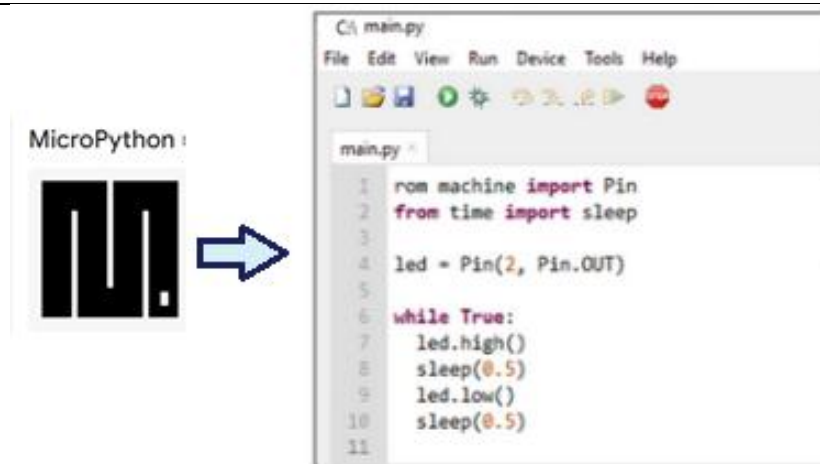 MicroPython
C:\ main.py
File Edit View Run Device Tools Help
STOP
main.py ×
1 rom machine import Pin
2 from time import sleep
3
4 led = Pin(2, Pin.OUT)
5
6 while True:
7 led.high()
8 sleep(0.5)
9 led.low()
10 sleep(0.5)
11